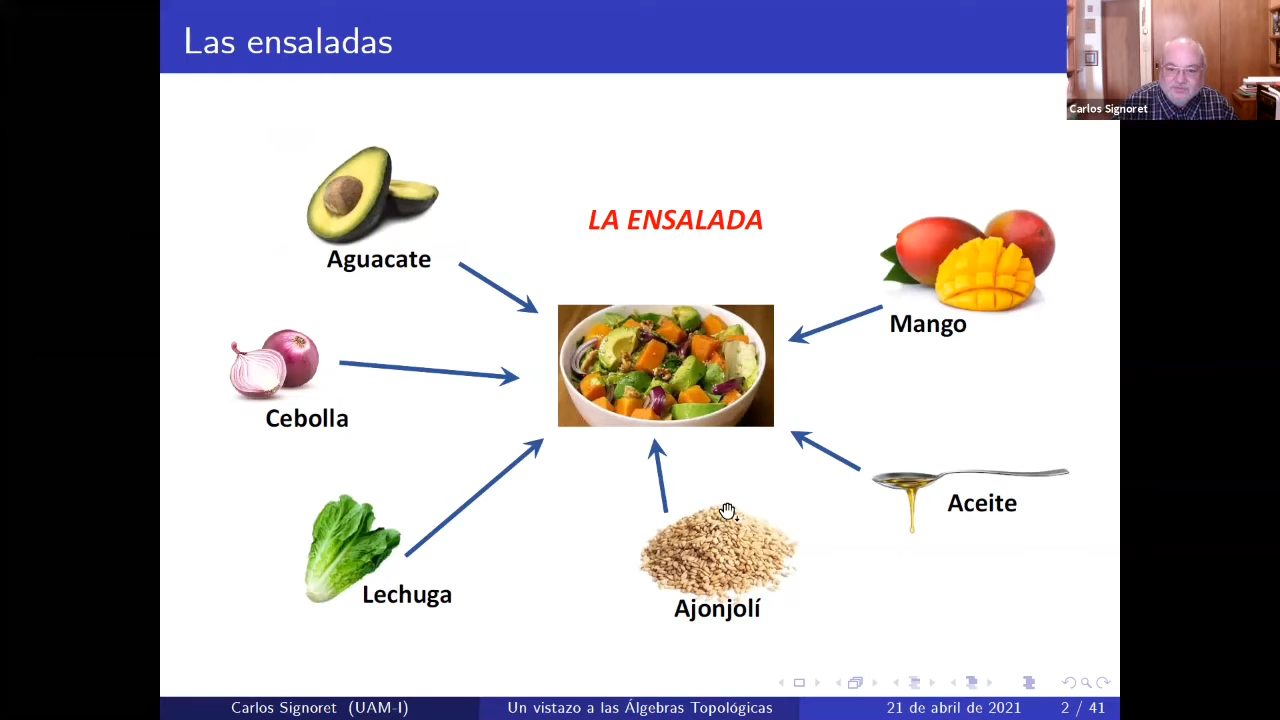 Las ensaladas
Carlos Signoret
LA ENSALADA
Aguacate
Mango
Cebolla
Aceite
Lechuga
Ajonjolí
Carlos Signoret (UAM-I)
Un vistazo a las Álgebras Topológicas
21 de abril de 2021
2 / 41